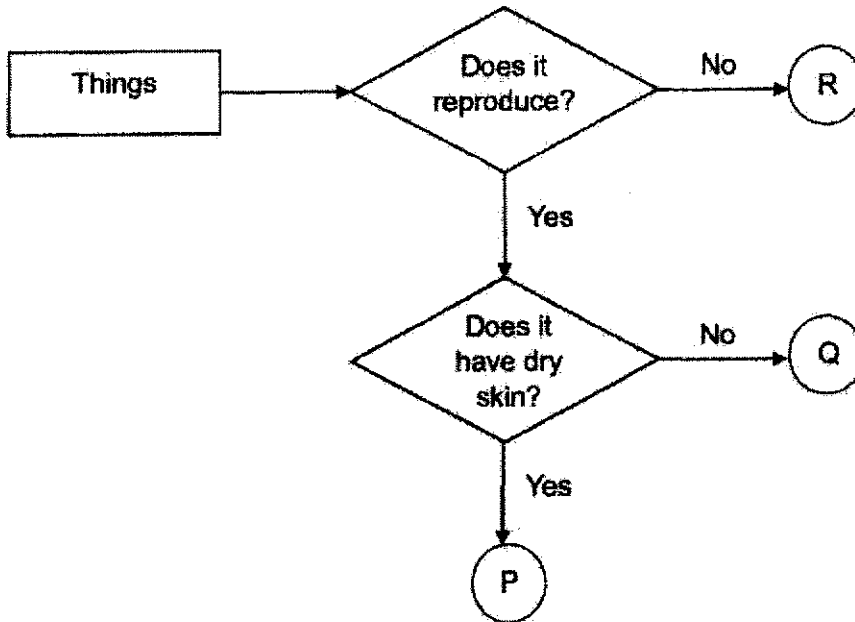 Things
Does it
reproduce?
No
R
Yes
Does it
have dry
skin?
No
Q
Yes
P